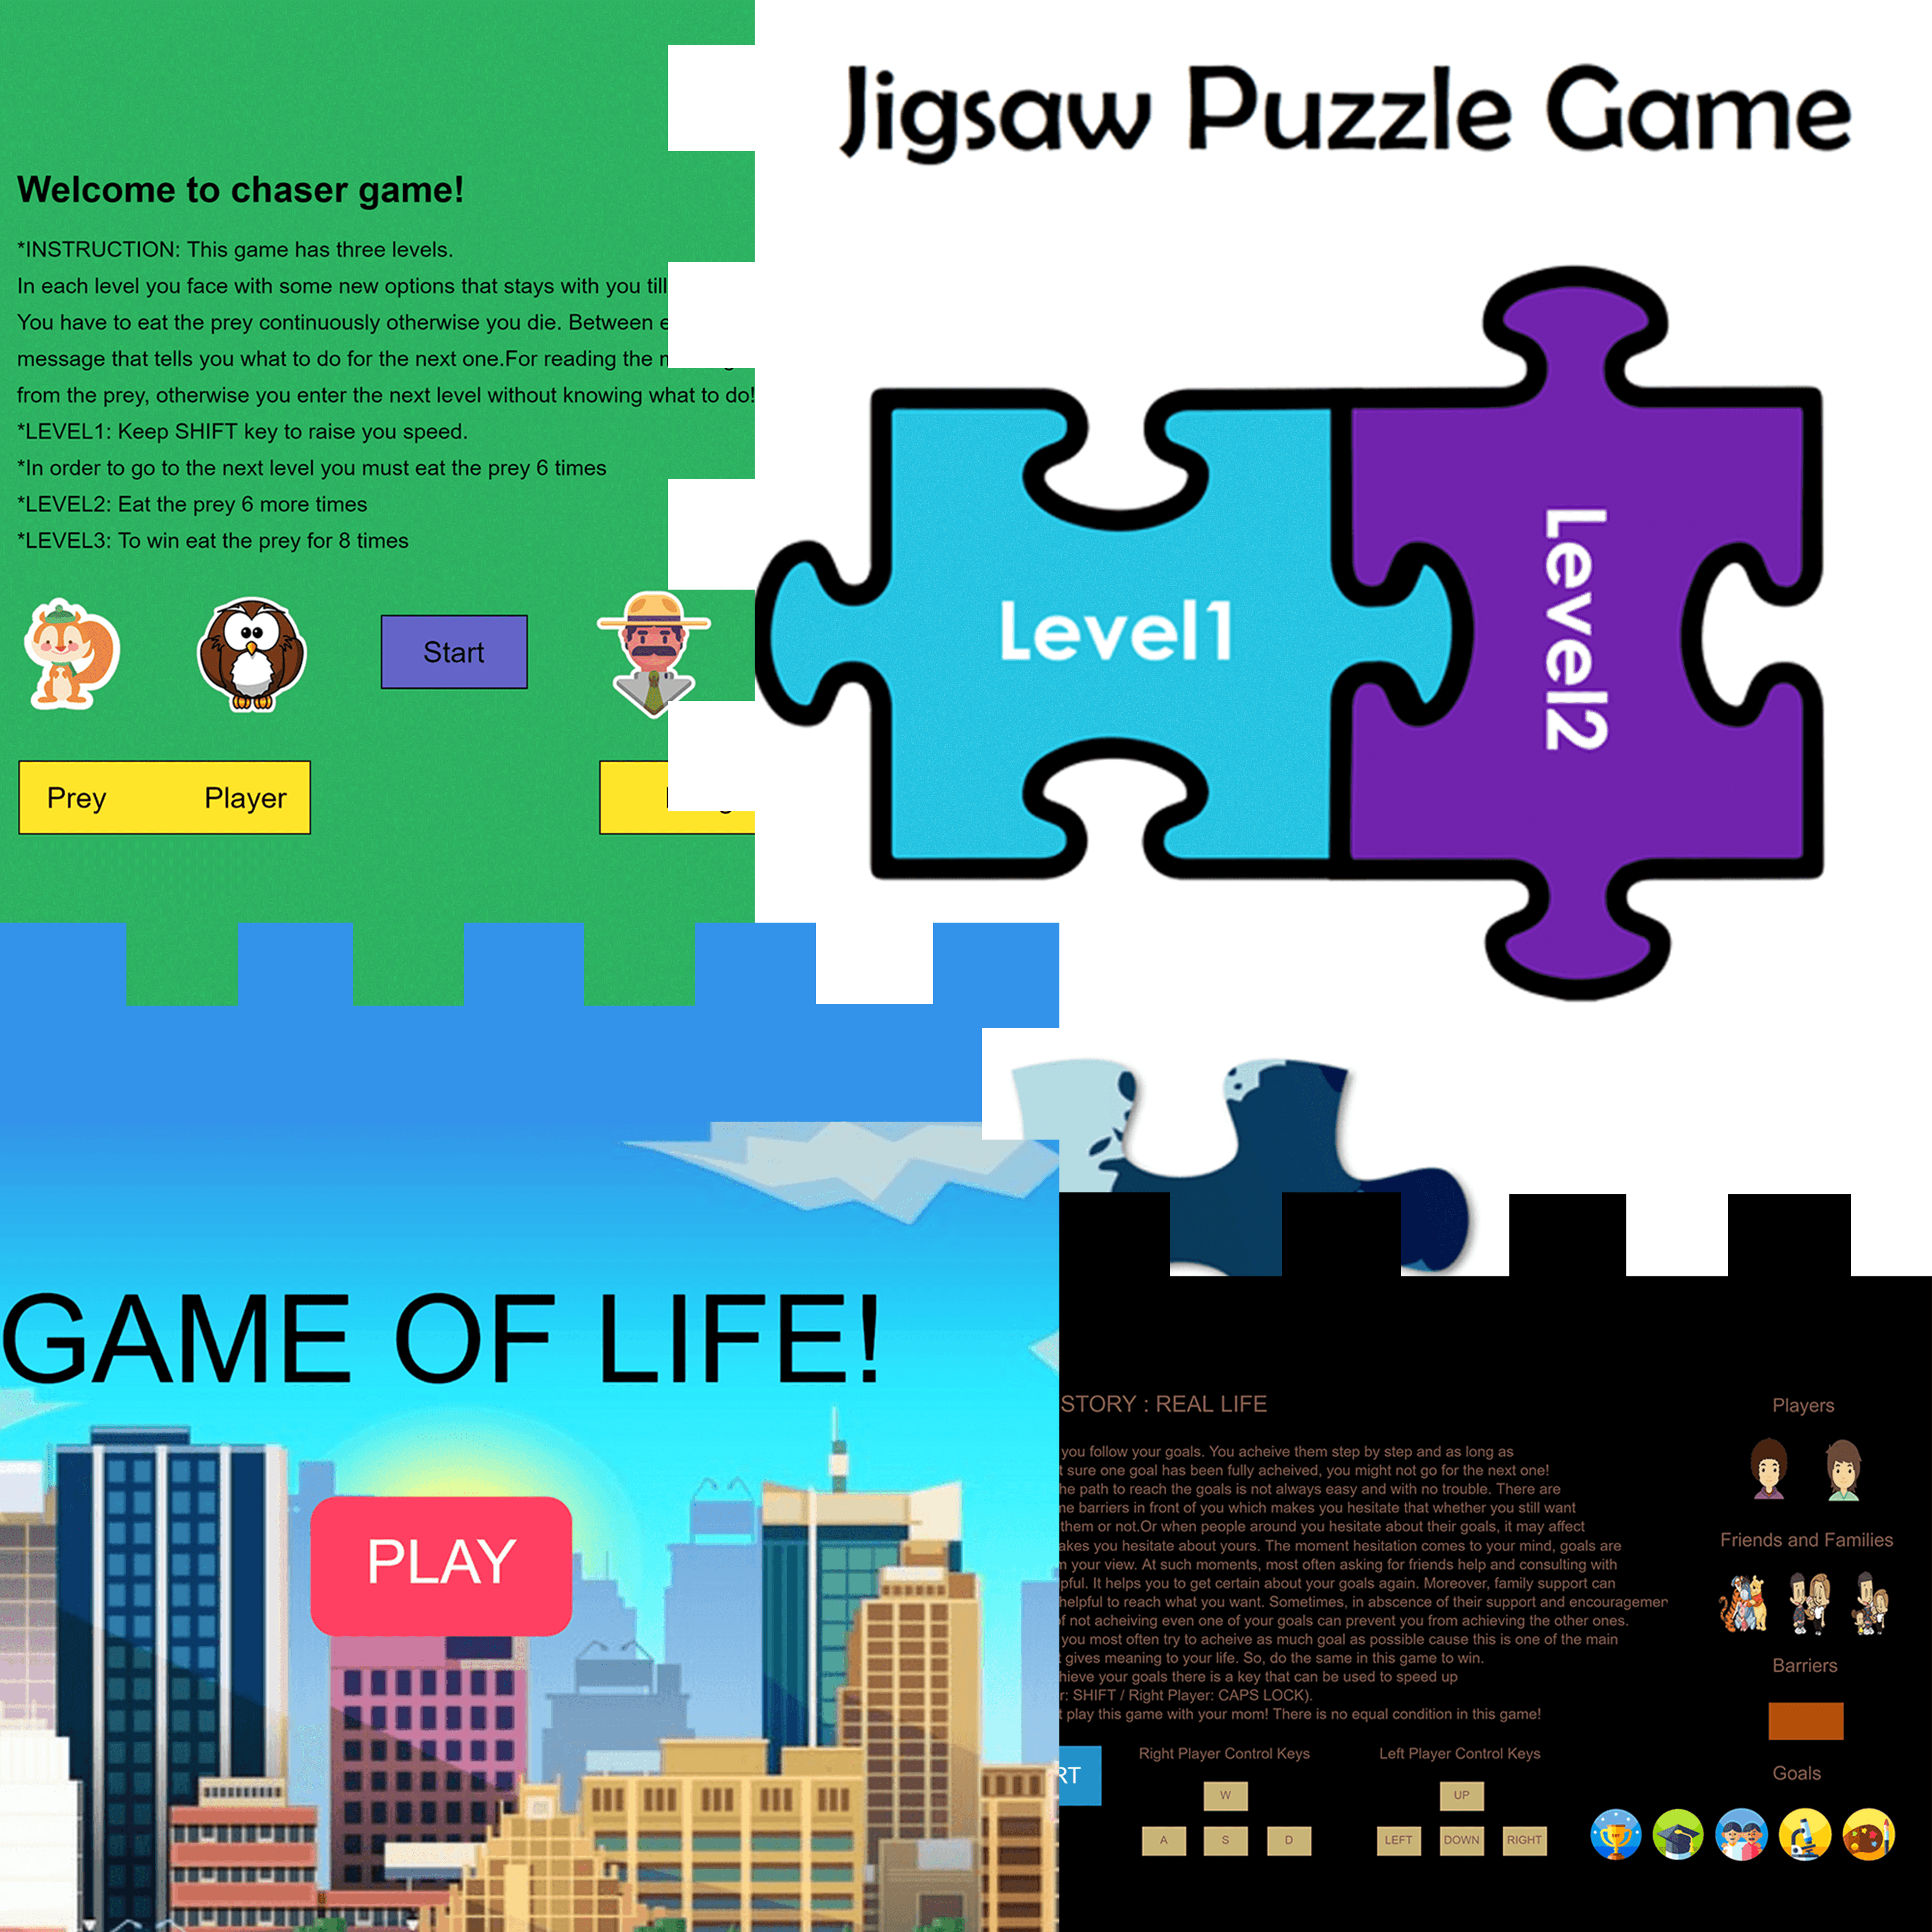 Jigsaw Puzzle Game
Welcome to chaser game!
*INSTRUCTION: This game has three levels.
In each level you face with some new options that stays with you till
You have to eat the prey continuously otherwise you die. Between
message that tells you what to do for the next one.For reading the
from the prey, otherwise you enter the next level without knowing what to do!
*LEVEL1: Keep SHIFT key to raise you speed.
*In order to go to the next level you must eat the prey 6 times
*LEVEL2: Eat the prey 6 more times
*LEVEL3: To win eat the prey for 8 times
Start
Prey
Player
Level1
Level2
GAME OF LIFE!
PLAY
STORY : REAL LIFE
you follow your goals. You acheive them step by step and as long as
sure one goal has been fully acheived, you might not go for the next one!
he path to reach the goals is not always easy and with no trouble. There are
ne barriers in front of you which makes you hesitate that whether you still want
them or not.Or when people around you hesitate about their goals, it may affect
akes you hesitate about yours. The moment hesitation comes to your mind, goals are
your view. At such moments, most often asking for friends help and consulting with
pful. It helps you to get certain about your goals again. Moreover, family support can
helpful to reach what you want. Sometimes, in abscence of their support and encouragemen
not acheiving even one of your goals can prevent you from achieving the other ones.
you most often try to acheive as much goal as possible cause this is one of the main
gives meaning to your life. So, do the same in this game to win.
hieve your goals there is a key that can be used to speed up
r: SHIFT / Right Player: CAPS LOCK).
play this game with your mom! There is no equal condition in this game!
RT
Right Player Control Keys
W
A
S
D
Left Player Control Keys
UP
LEFT
DOWN
RIGHT
Players
Friends and Families
Barriers
Goals